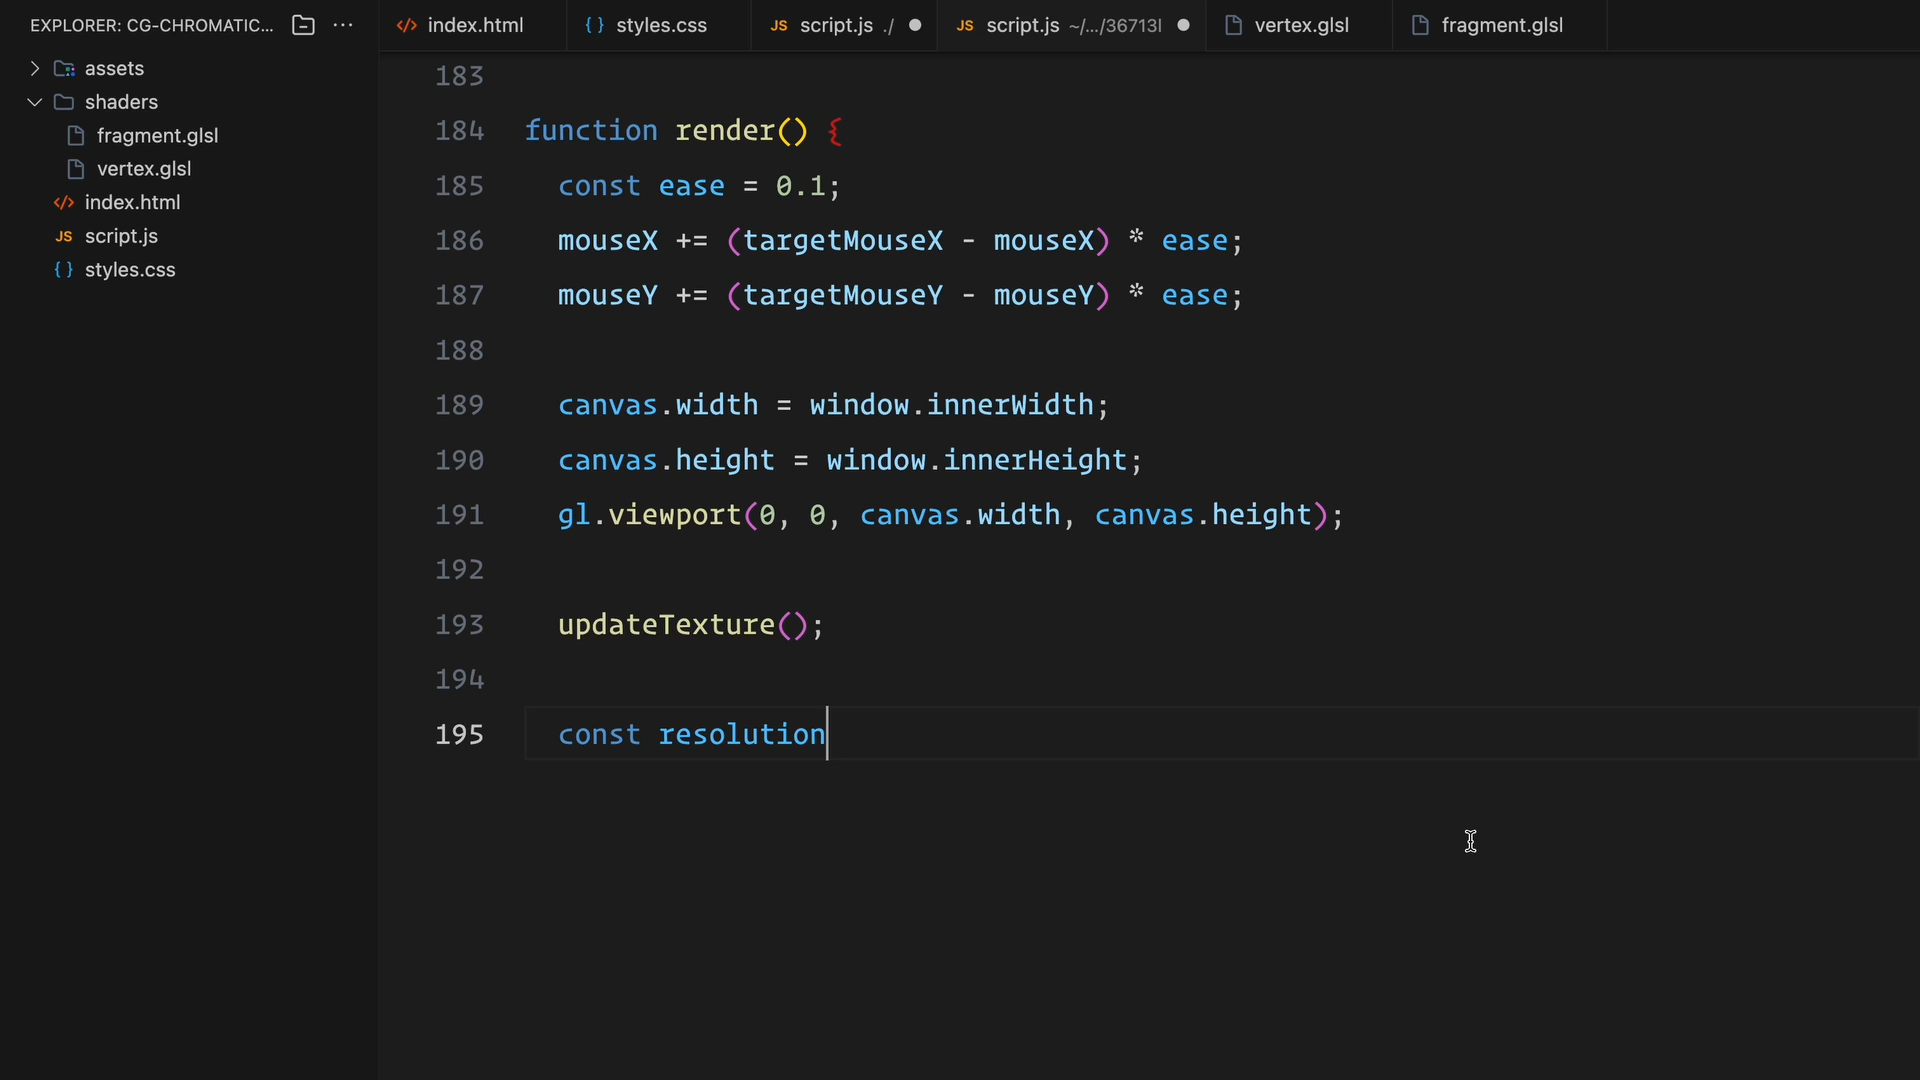 EXPLORER: CG-CHROMATIC... ···
assets
shaders
fragment.glsl
vertex.glsl
index.html
JS script.js
{ } styles.css
</> index.html
{ } styles.css
JS script.js ./
JS script.js ~/.../36713l
vertex.glsl
fragment.glsl
183
184 function render() {
185 const ease = 0.1;
186 mouseX += (targetMouseX - mouseX) * ease;
187 mouseY += (targetMouseY - mouseY) * ease;
188
189 canvas.width = window.innerWidth;
190 canvas.height = window.innerHeight;
191 gl.viewport(0, 0, canvas.width, canvas.height);
192
193 updateTexture();
194
195 const resolution